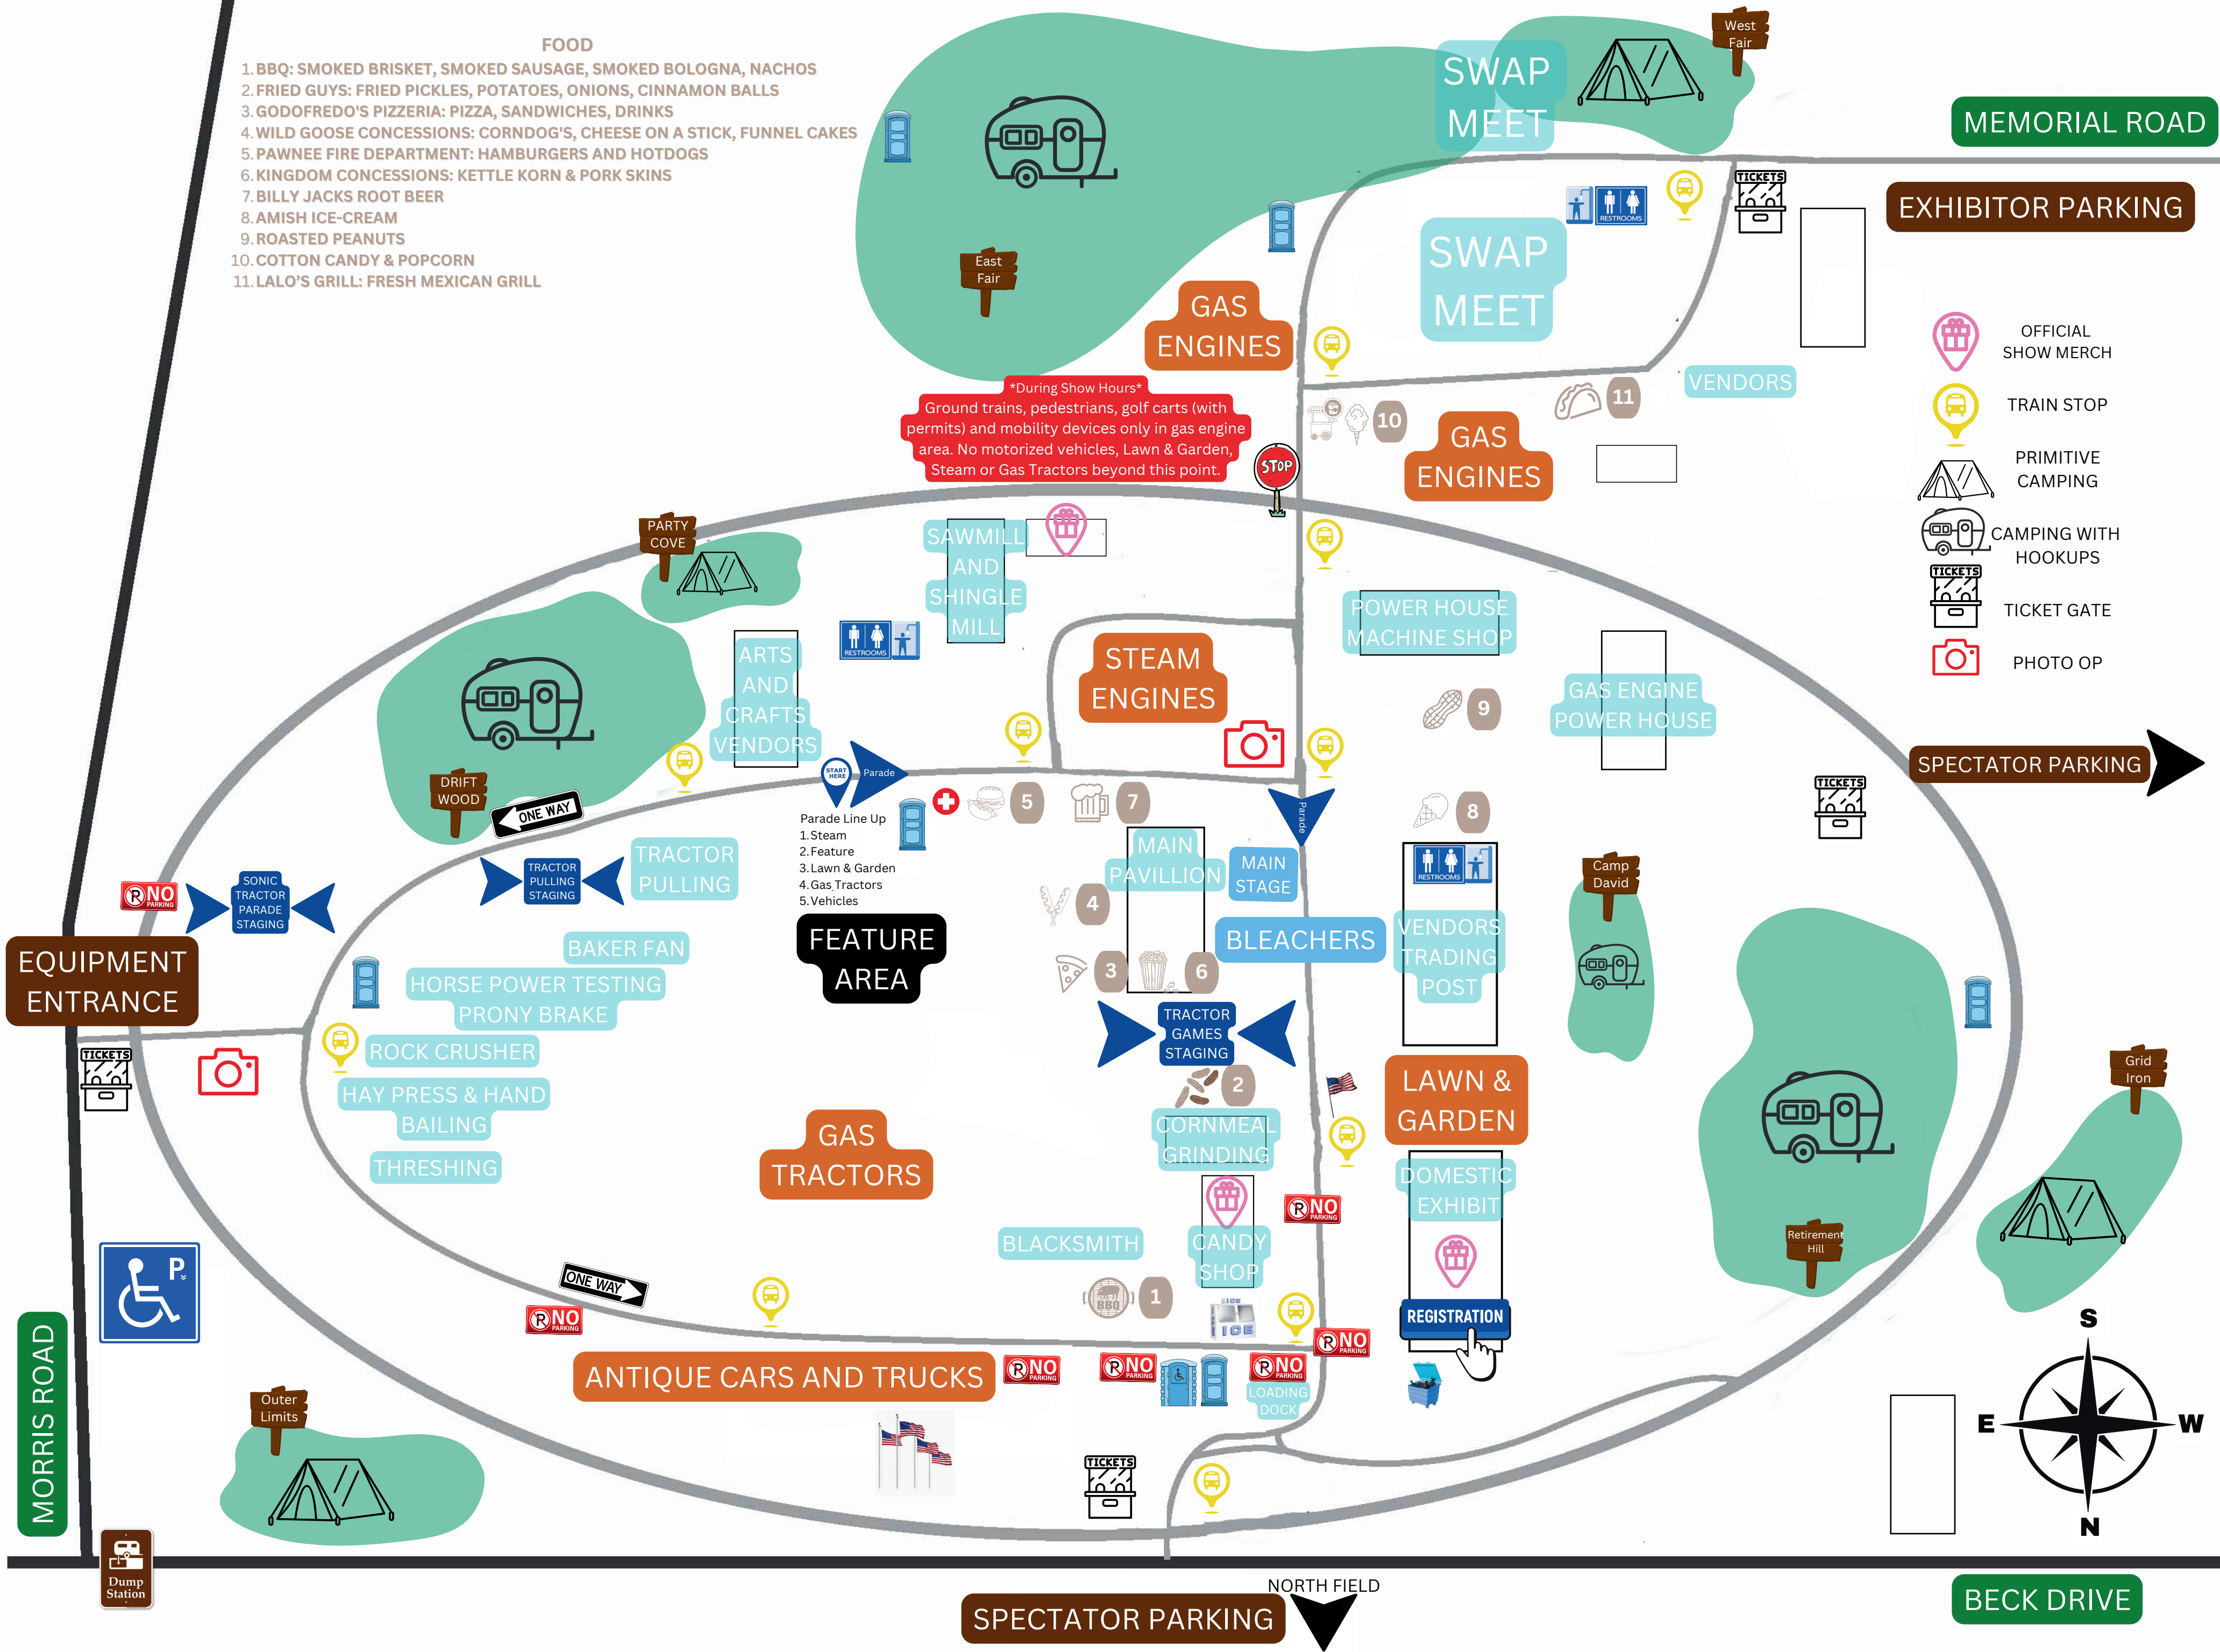 FOOD
1. BBQ: SMOKED BRISKET, SMOKED SAUSAGE, SMOKED BOLOGNA, NACHOS
2. FRIED GUYS: FRIED PICKLES, POTATOES, ONIONS, CINNAMON BALLS
3. GODOFREDO'S PIZZERIA: PIZZA, SANDWICHES, DRINKS
4. WILD GOOSE CONCESSIONS: CORNDOG'S, CHEESE ON A STICK, FUNNEL CAKES
5. PAWNEE FIRE DEPARTMENT: HAMBURGERS AND HOTDOGS
6. KINGDOM CONCESSIONS: KETTLE KORN & PORK SKINS
7. BILLY JACKS ROOT BEER
8. AMISH ICE-CREAM
9. ROASTED PEANUTS
10. COTTON CANDY & POPCORN
11. LALO'S GRILL: FRESH MEXICAN GRILL
West
Fair
SWAP
MEET
MEMORIAL ROAD
EXHIBITOR PARKING
TICKETS
RESTROOMS
SWAP
MEET
East
Fair
GAS
ENGINES
OFFICIAL
SHOW MERCH
TRAIN STOP
PRIMITIVE
CAMPING
CAMPING WITH
HOOKUPS
TICKETS
TICKET GATE
PHOTO OP
VENDORS
11
10
GAS
ENGINES
*During Show Hours*
Ground trains, pedestrians, golf carts (with
permits) and mobility devices only in gas engine
area. No motorized vehicles, Lawn & Garden,
Steam or Gas Tractors beyond this point.
STOP
PARTY
COVE
SAWMILL
AND
SHINGLE
MILL
RESTROOMS
ARTS
AND
CRAFTS
VENDORS
STEAM
ENGINES
POWER HOUSE
MACHINE SHOP
9
GAS ENGINE
POWER HOUSE
SPECTATOR PARKING
TICKETS
DRIFT
WOOD
ONE WAY
START
HERE
Parade
Parade Line Up
1. Steam
2. Feature
3. Lawn & Garden
4. Gas Tractors
5. Vehicles
5
7
Parade
8
TRACTOR
PULLING
TRACTOR
PULLING
STAGING
NO
PARKING
SONIC
TRACTOR
PARADE
STAGING
MAIN
PAVILLION
MAIN
STAGE
RESTROOMS
Camp
David
4
FEATURE
AREA
BLEACHERS
VENDORS
TRADING
POST
EQUIPMENT
ENTRANCE
BAKER FAN
HORSE POWER TESTING
PRONY BRAKE
3
6
TRACTOR
GAMES
STAGING
ROCK CRUSHER
TICKETS
HAY PRESS & HAND
BAILING
THRESHING
2
LAWN &
GARDEN
Grid
Iron
CORNMEAL
GRINDING
GAS
TRACTORS
DOMESTIC
EXHIBIT
NO
PARKING
BLACKSMITH
CANDY
SHOP
Retirement
Hill
P
ONE WAY
NO
PARKING
BBQ
1
ICE
ICE
REGISTRATION
NO
PARKING
ANTIQUE CARS AND TRUCKS
NO
PARKING
NO
PARKING
NO
PARKING
LOADING
DOCK
MORRIS ROAD
Outer
Limits
TICKETS
S
E
W
N
Dump
Station
NORTH FIELD
SPECTATOR PARKING
BECK DRIVE